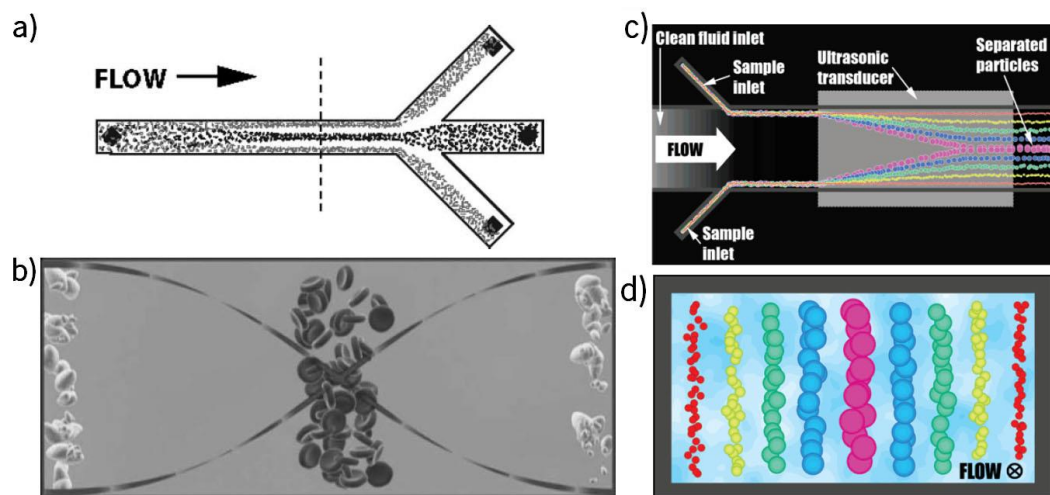 a)
FLOW
b)
c)
Clean fluid inlet
Sample
inlet
Ultrasonic
transducer
Separated
particles
FLOW
Sample
inlet
d)
FLOW ⊗